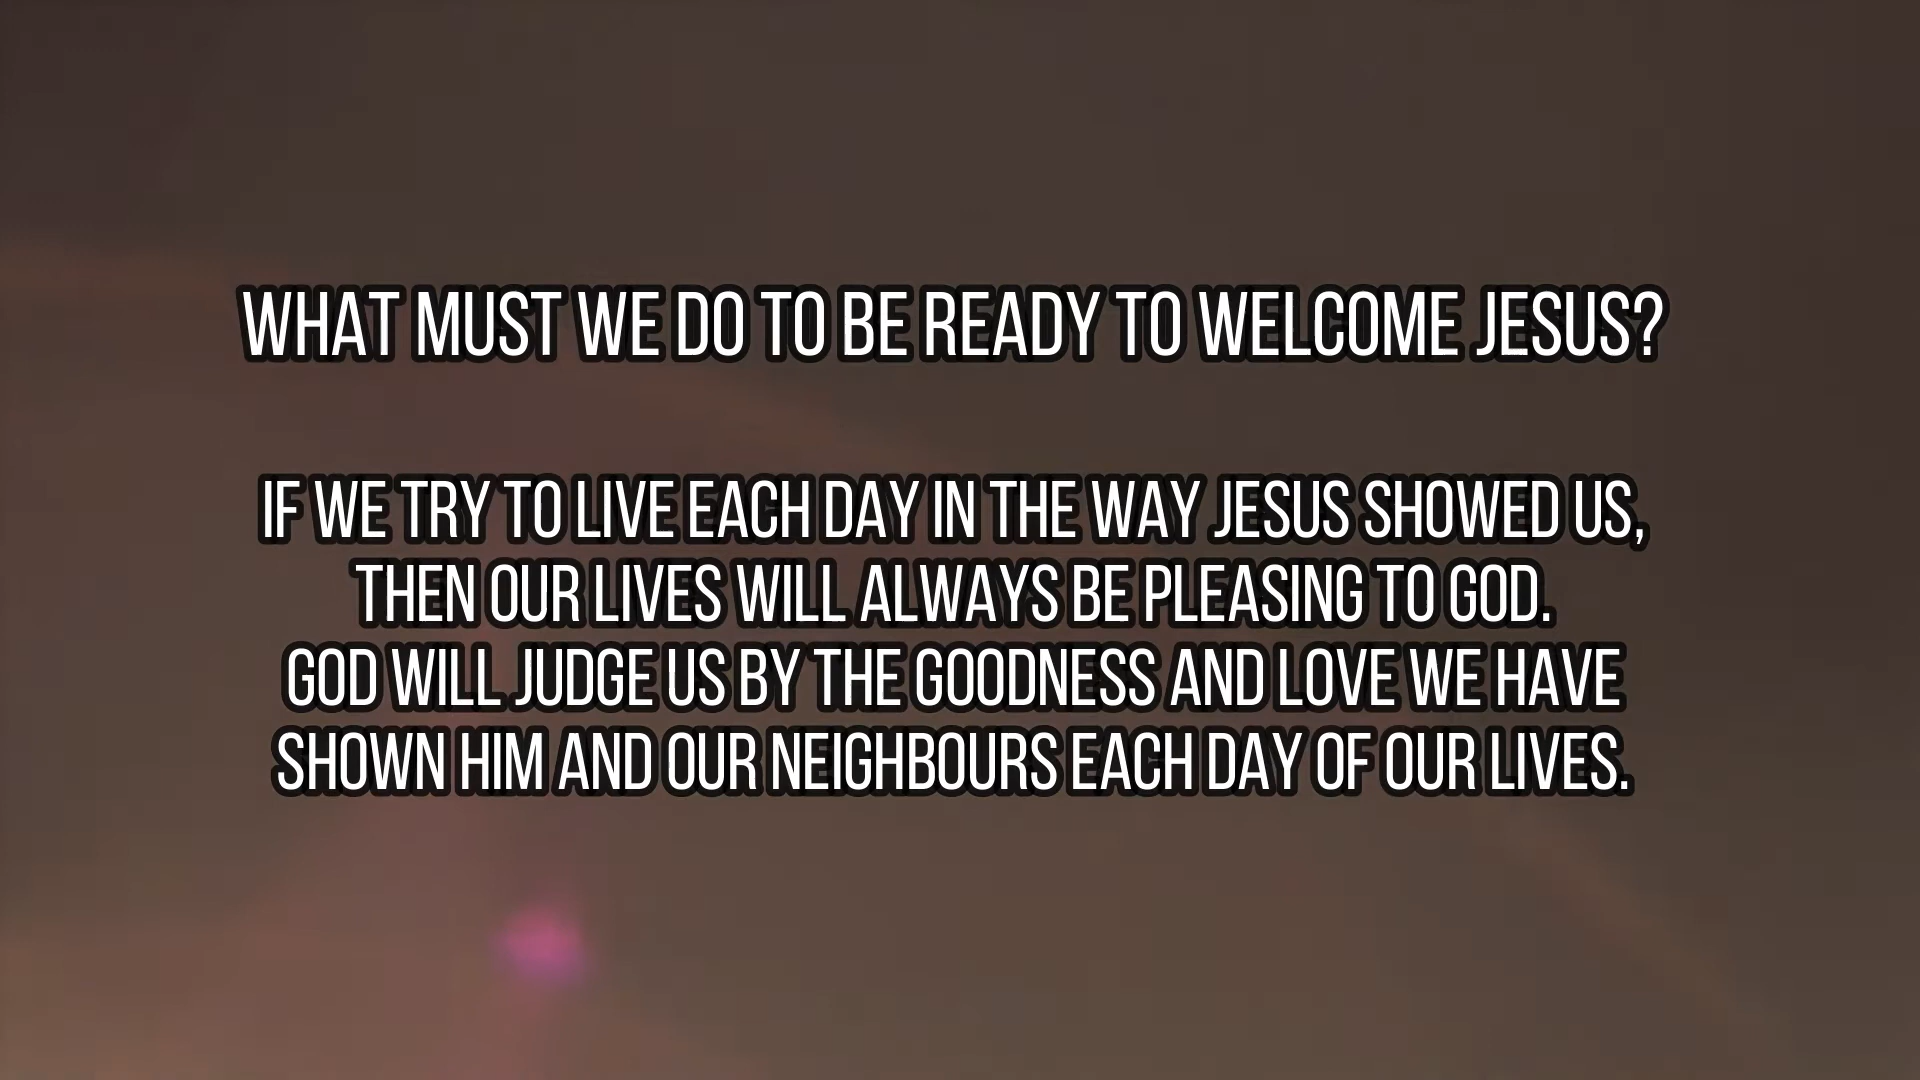 WHAT MUST WE DO TO BE READY TO WELCOME JESUS?
IF WE TRY TO LIVE EACH DAY IN THE WAY JESUS SHOWED US,
THEN OUR LIVES WILL ALWAYS BE PLEASING TO GOD.
GOD WILL JUDGE US BY THE GOODNESS AND LOVE WE HAVE
SHOWN HIM AND OUR NEIGHBOURS EACH DAY OF OUR LIVES.